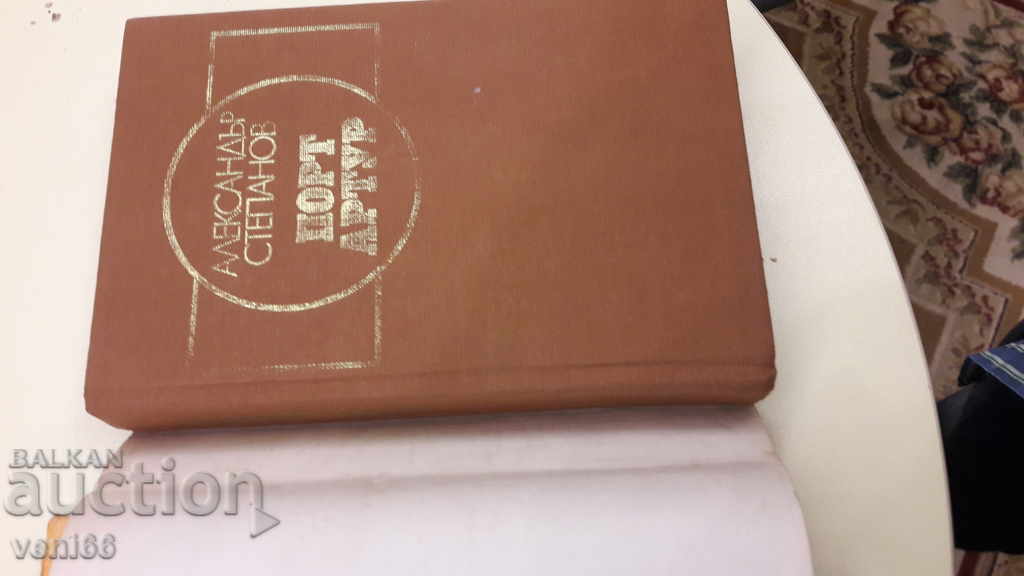 АЛЕКСАНДЪР
СТЕПАНОВ
ПОРТ
АРТУР
BALKAN
auction
veni66